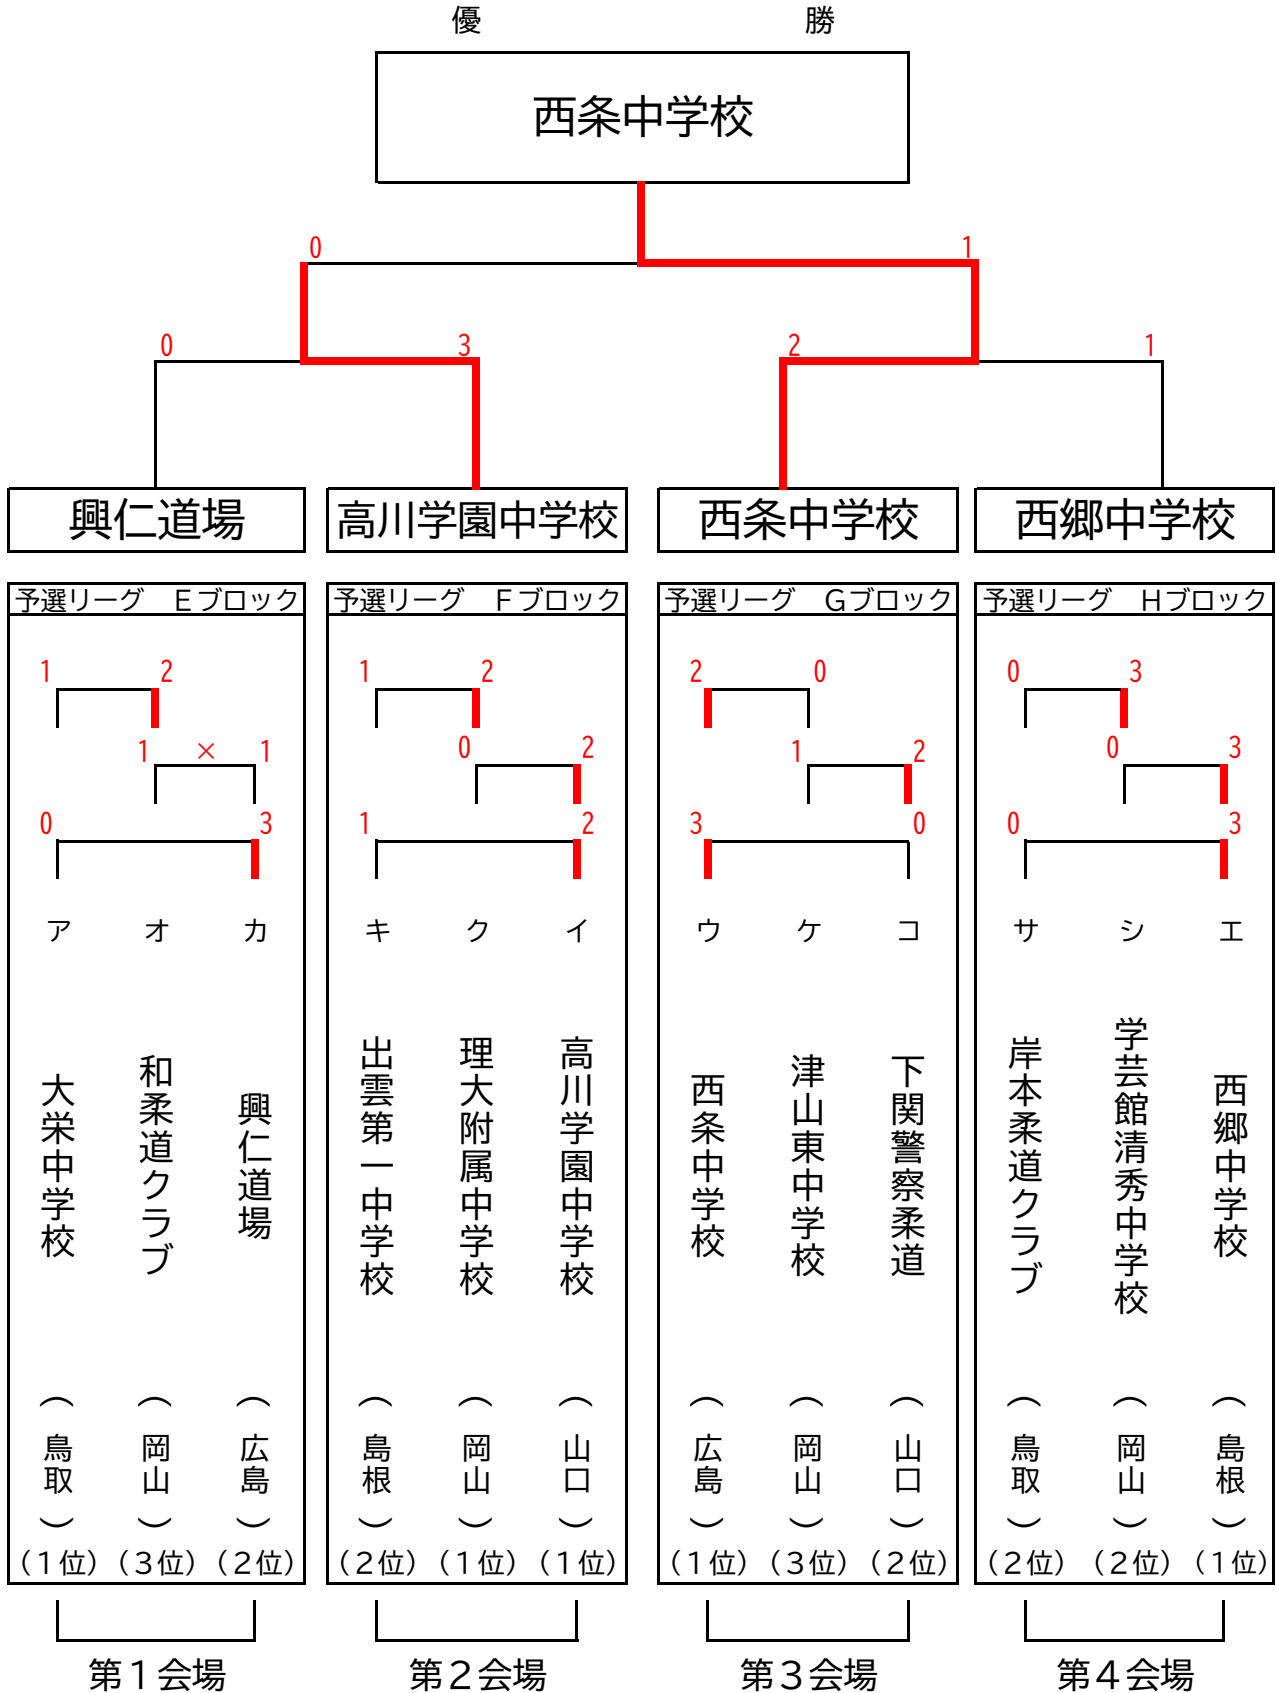 優　勝
西条中学校
0　1
0　3　2　1
興仁道場　高川学園中学校　西条中学校　西郷中学校
予選リーグ　Eブロック　予選リーグ　Fブロック　予選リーグ　Gブロック　予選リーグ　Hブロック
1　2　1　2　2　0　0　3
1　×　1　0　2　1　2　0　3
0　3　1　2　3　0　0　3
ア　オ　カ　キ　ク　イ　ウ　ケ　コ　サ　シ　エ
大栄中学校
和柔道クラブ
興仁道場
出雲第一中学校
理大附属中学校
高川学園中学校
西条中学校
津山東中学校
下関警察柔道
岸本柔道クラブ
学芸館清秀中学校
西郷中学校
（鳥取）
（岡山）
（広島）
（島根）
（岡山）
（山口）
（広島）
（岡山）
（山口）
（鳥取）
（岡山）
（島根）
（1位）（3位）（2位）（2位）（1位）（1位）（1位）（3位）（2位）（2位）（2位）（1位）
第１会場　第２会場　第３会場　第４会場